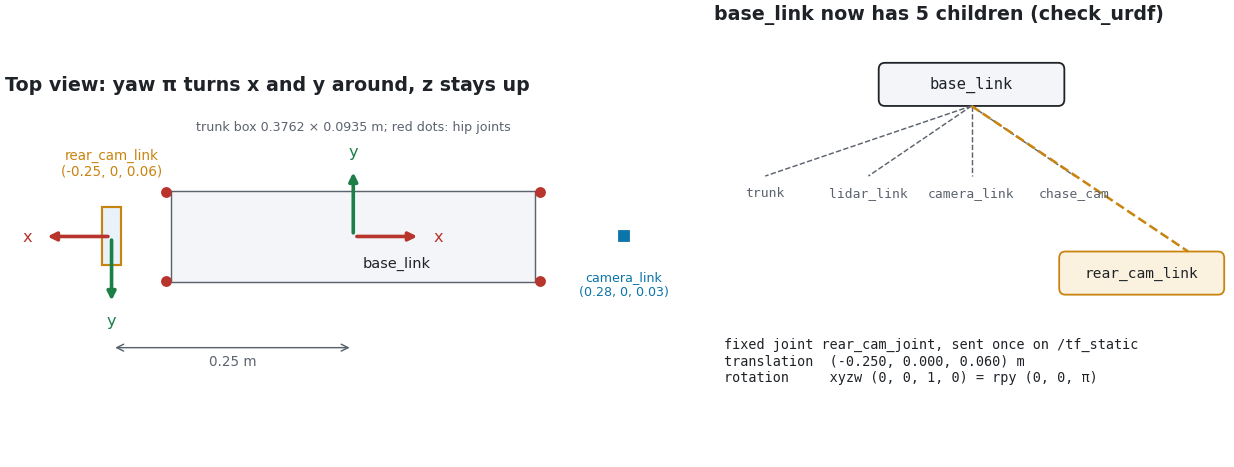 Top view: yaw π turns x and y around, z stays up
trunk box 0.3762 × 0.0935 m; red dots: hip joints
rear_cam_link
(-0.25, 0, 0.06)
y
x
x
base_link
camera_link
(0.28, 0, 0.03)
y
0.25 m
base_link now has 5 children (check_urdf)
base_link
trunk
lidar_link
camera_link
chase_cam
rear_cam_link
fixed joint rear_cam_joint, sent once on /tf_static
translation  (-0.250, 0.000, 0.060) m
rotation     xyzw (0, 0, 1, 0) = rpy (0, 0, π)